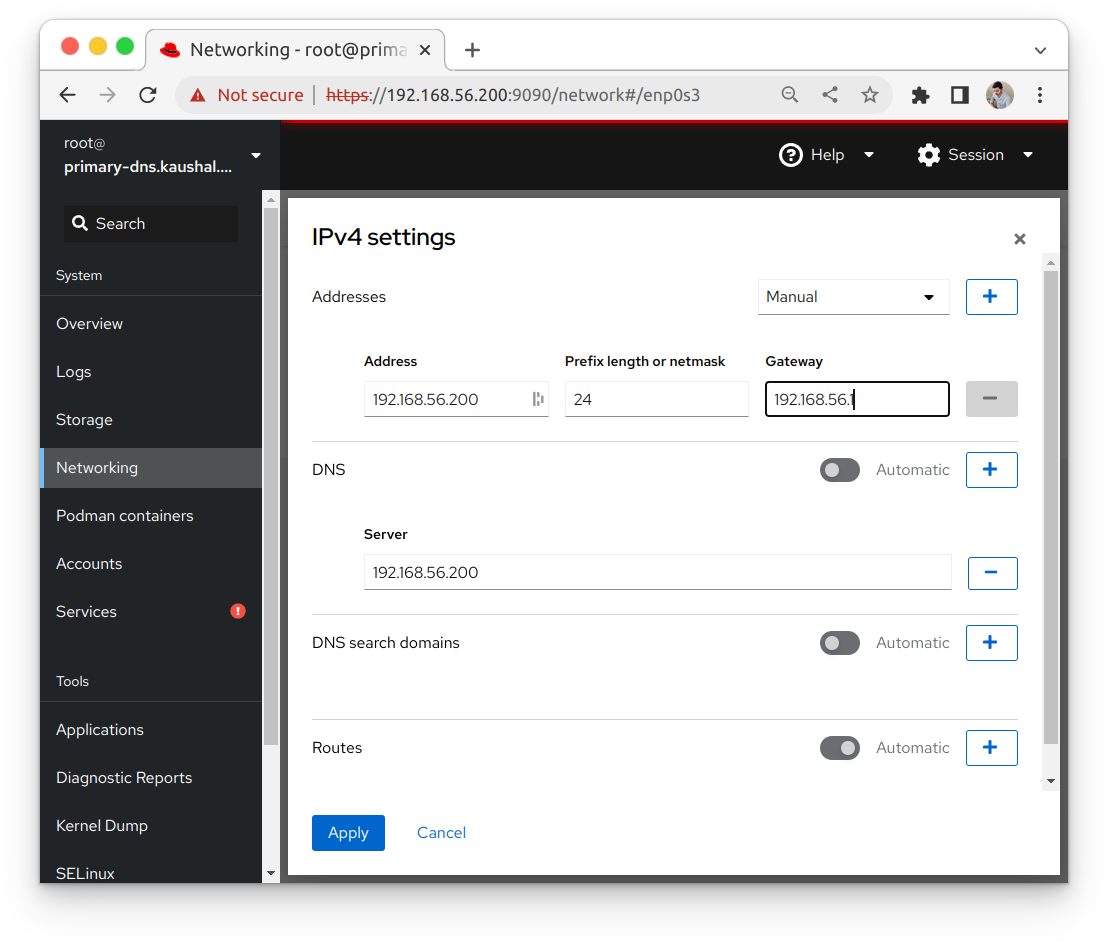 Networking - root@prima
Not secure
https://192.168.56.200:9090/network#/enp0s3
root@
primary-dns.kaushal....
Help
Session
Search
System
Overview
Logs
Storage
Networking
Podman containers
Accounts
Services
Tools
Applications
Diagnostic Reports
Kernel Dump
SELinux
IPv4 settings
Addresses
Manual
Address
Prefix length or netmask
Gateway
192.168.56.200
24
192.168.56.1
DNS
Automatic
Server
192.168.56.200
DNS search domains
Automatic
Routes
Automatic
Apply
Cancel